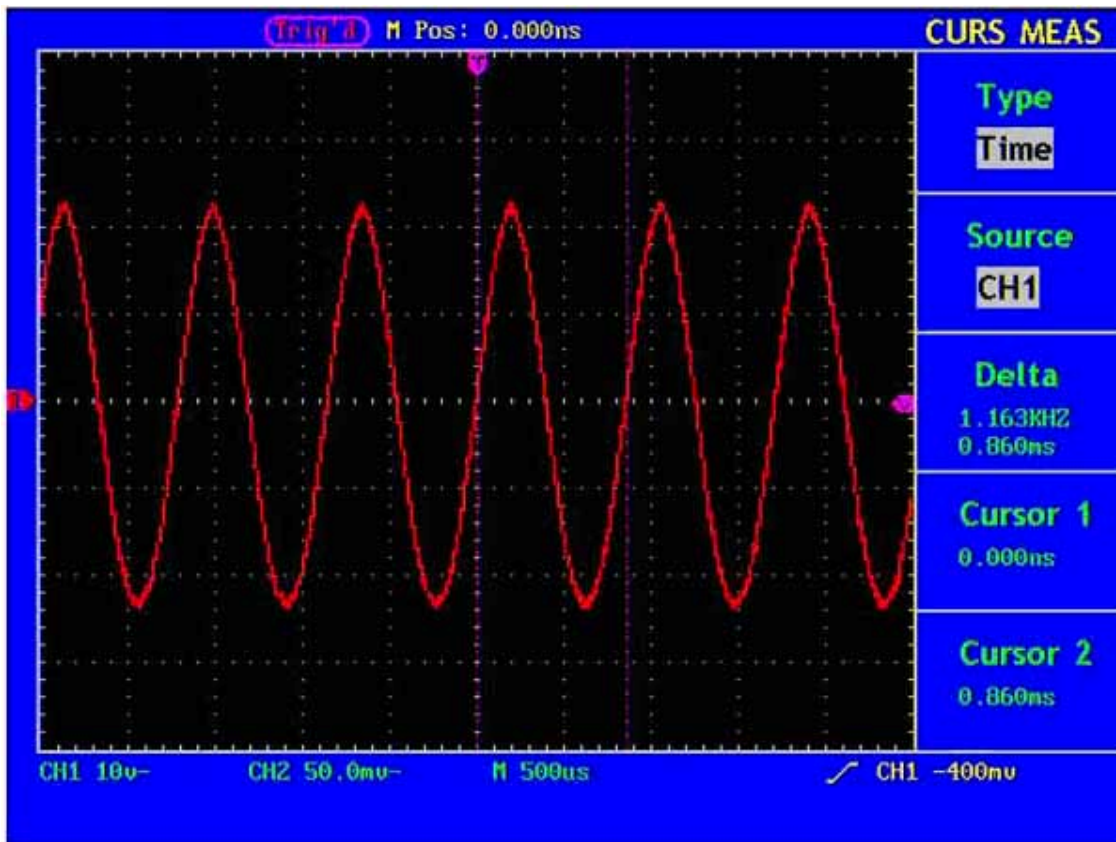 Trig'd M Pos: 0.000ns
CURS MEAS
Type
Time
Source
CH1
Delta
1.163KHZ
0.860ms
Cursor 1
0.000ns
Cursor 2
0.860ms
T
1
CH1 10v~ CH2 50.0mv~ M 500us CH1 -400mv